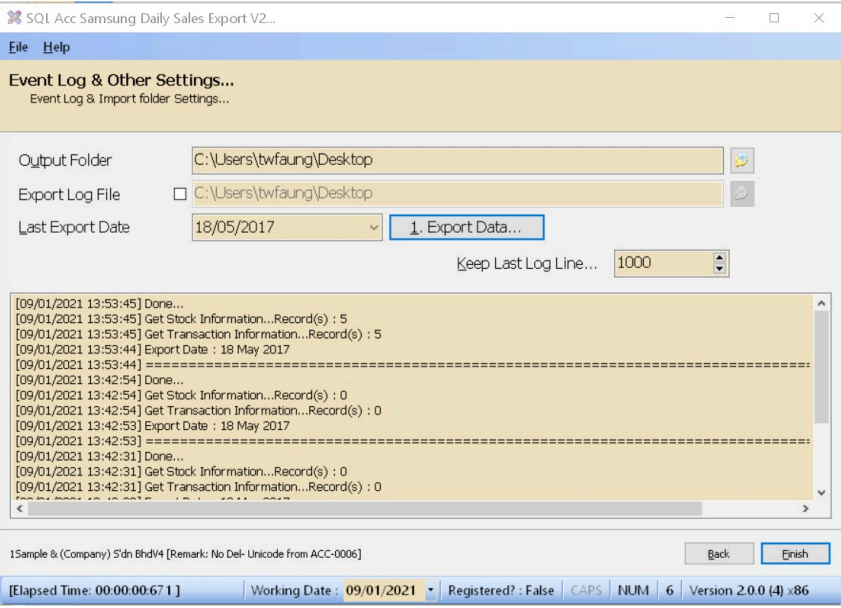 SQL Acc Samsung Daily Sales Export V2...
File Help
Event Log & Other Settings...
Event Log & Import folder Settings...
Output Folder C:\Users\twfaung\Desktop
Export Log File C:\Users\twfaung\Desktop
Last Export Date 18/05/2017 1. Export Data...
Keep Last Log Line... 1000
[09/01/2021 13:53:45] Done...
[09/01/2021 13:53:45] Get Stock Information...Record(s) : 5
[09/01/2021 13:53:45] Get Transaction Information...Record(s) : 5
[09/01/2021 13:53:44] Export Date : 18 May 2017
[09/01/2021 13:53:44] ==============================================================================
[09/01/2021 13:42:54] Done...
[09/01/2021 13:42:54] Get Stock Information...Record(s) : 0
[09/01/2021 13:42:54] Get Transaction Information...Record(s) : 0
[09/01/2021 13:42:53] Export Date : 18 May 2017
[09/01/2021 13:42:53] ==============================================================================
[09/01/2021 13:42:31] Done...
[09/01/2021 13:42:31] Get Stock Information...Record(s) : 0
[09/01/2021 13:42:31] Get Transaction Information...Record(s) : 0
1Sample & (Company) S'dn BhdV4 [Remark: No Del- Unicode from ACC-0006] Back Finish
[Elapsed Time: 00:00:00:671 ] Working Date : 09/01/2021 Registered? : False CAPS NUM 6 Version 2.0.0 (4) x86